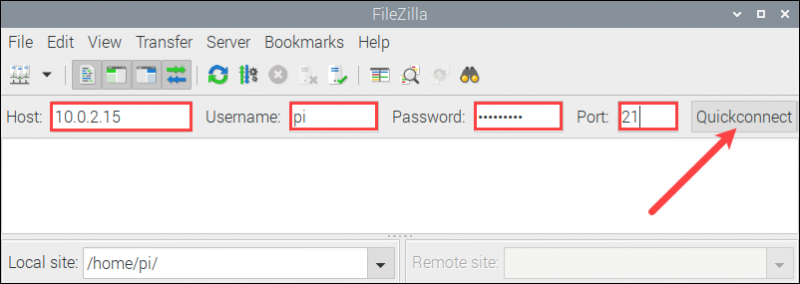 FileZilla
File Edit View Transfer Server Bookmarks Help
Host: 10.0.2.15 Username: pi Password: ••••••••• Port: 21 Quickconnect
Local site: /home/pi/ Remote site: